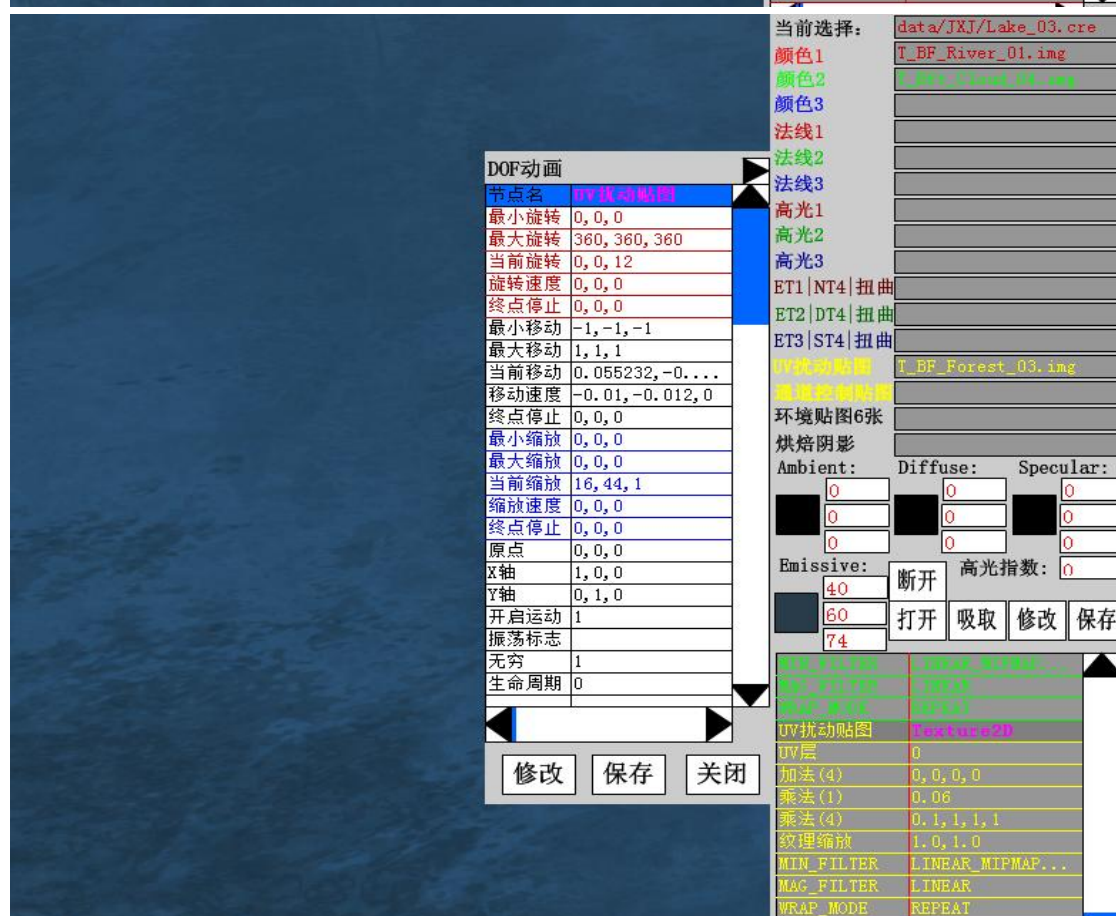 DOF动画
节点名 UV扰动贴图
最小旋转 0,0,0
最大旋转 360,360,360
当前旋转 0,0,12
旋转速度 0,0,0
终点停止 0,0,0
最小移动 -1,-1,-1
最大移动 1,1,1
当前移动 0.055232,-0....
移动速度 -0.01,-0.012,0
终点停止 0,0,0
最小缩放 0,0,0
最大缩放 0,0,0
当前缩放 16,44,1
缩放速度 0,0,0
终点停止 0,0,0
原点 0,0,0
X轴 1,0,0
Y轴 0,1,0
开启运动 1
振荡标志
无穷 1
生命周期 0
修改 保存 关闭
当前选择: data/JXJ/Lake_03.cre
颜色1 T_BF_River_01.img
颜色2
颜色3
法线1
法线2
法线3
高光1
高光2
高光3
ET1|NT4|扭曲
ET2|DT4|扭曲
ET3|ST4|扭曲
UV扰动贴图 T_BF_Forest_03.img
通道控制贴图
环境贴图6张
烘焙阴影
Ambient: Diffuse: Specular:
0 0 0
0 0 0
0 0 0
Emissive: 断开 高光指数: 0
40
60 打开 吸取 修改 保存
74
MIN_FILTER LINEAR_MIPMAP...
MAG_FILTER LINEAR
WRAP_MODE REPEAT
UV扰动贴图 Texture2D
UV层 0
加法(4) 0,0,0,0
乘法(1) 0.06
乘法(4) 0.1,1,1,1
纹理缩放 1.0,1.0
MIN_FILTER LINEAR_MIPMAP...
MAG_FILTER LINEAR
WRAP_MODE REPEAT